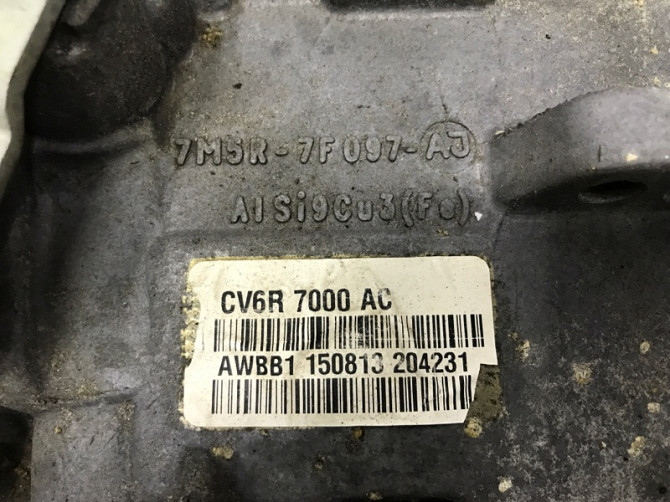 7M5R-7F097-AJ
AlSi9Cu3(Fe)
CV6R 7000 AC
AWBB1 150813 204231